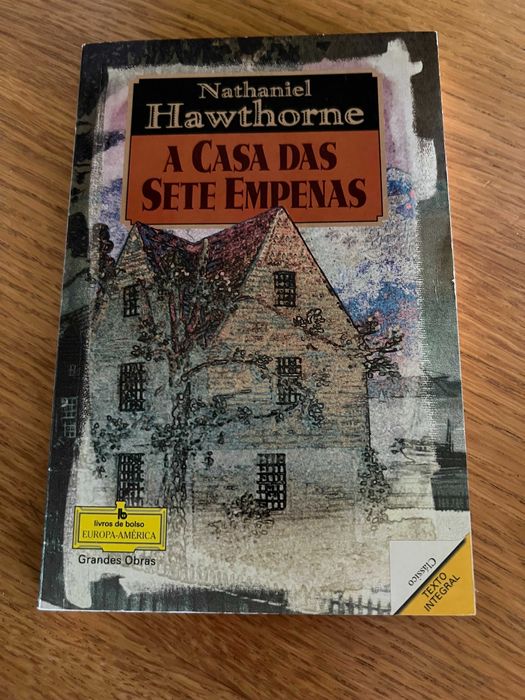 Nathaniel
Hawthorne
A CASA DAS
SETE EMPENAS
livros de bolso
EUROPA-AMÉRICA
Grandes Obras
Clássico
TEXTO
INTEGRAL